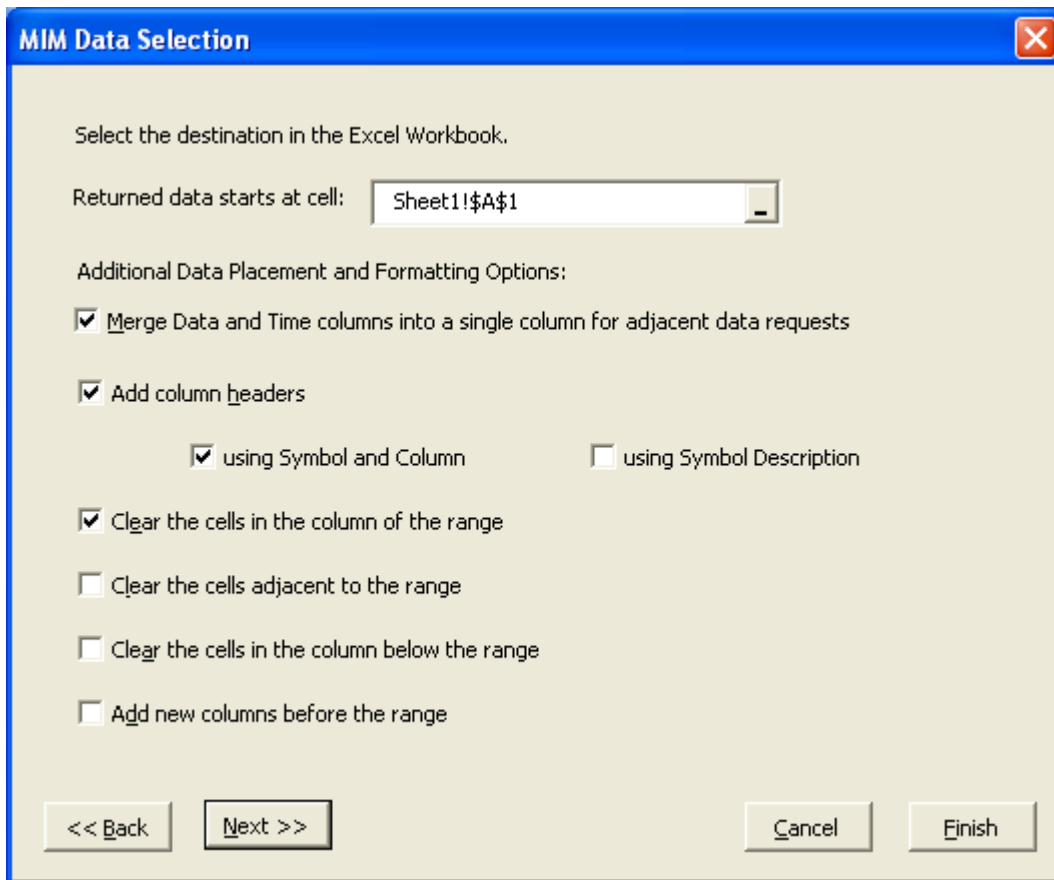 MIM Data Selection
Select the destination in the Excel Workbook.
Returned data starts at cell: Sheet1!$A$1
Additional Data Placement and Formatting Options:
Merge Data and Time columns into a single column for adjacent data requests
Add column headers
using Symbol and Column using Symbol Description
Clear the cells in the column of the range
Clear the cells adjacent to the range
Clear the cells in the column below the range
Add new columns before the range
<< Back Next >> Cancel Finish